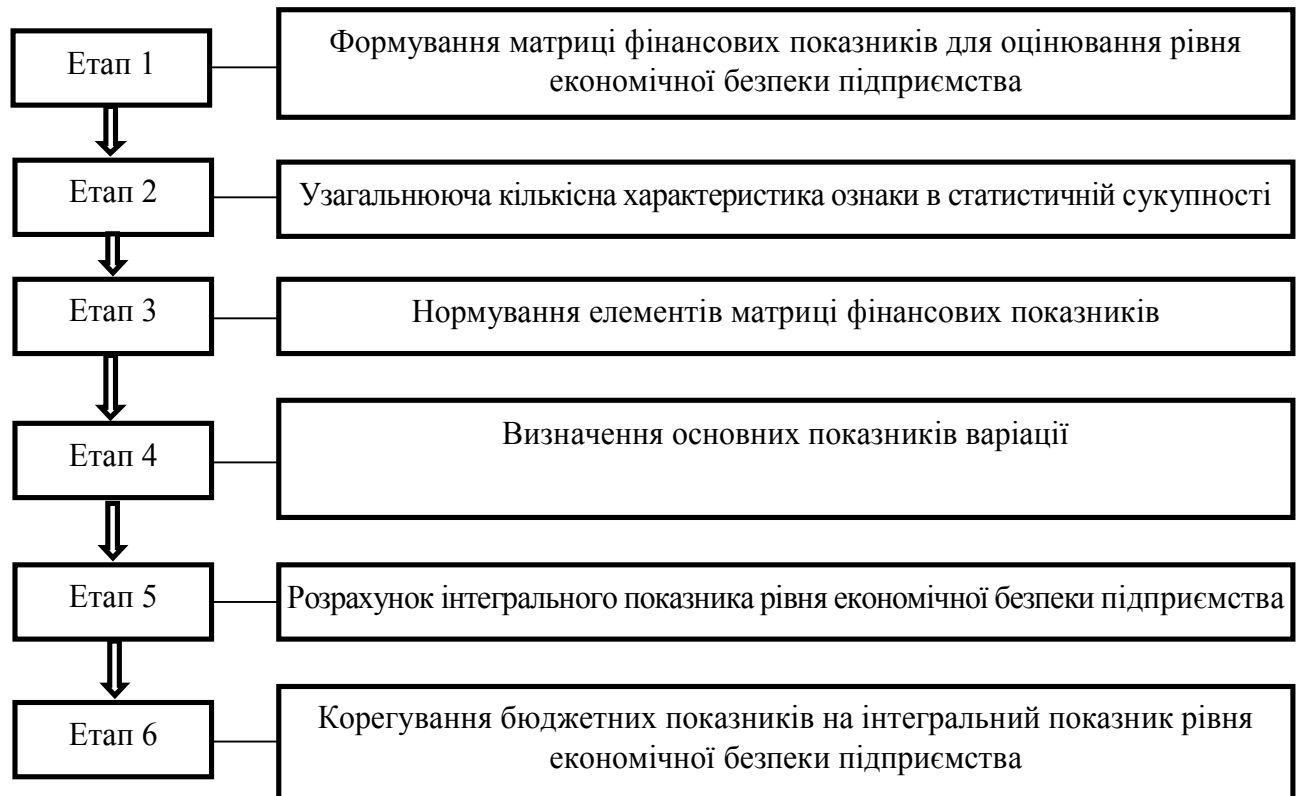 Етап 1
Формування матриці фінансових показників для оцінювання рівня
економічної безпеки підприємства
Етап 2
Узагальнююча кількісна характеристика ознаки в статистичній сукупності
Етап 3
Нормування елементів матриці фінансових показників
Етап 4
Визначення основних показників варіації
Етап 5
Розрахунок інтегрального показника рівня економічної безпеки підприємства
Етап 6
Корегування бюджетних показників на інтегральний показник рівня
економічної безпеки підприємства